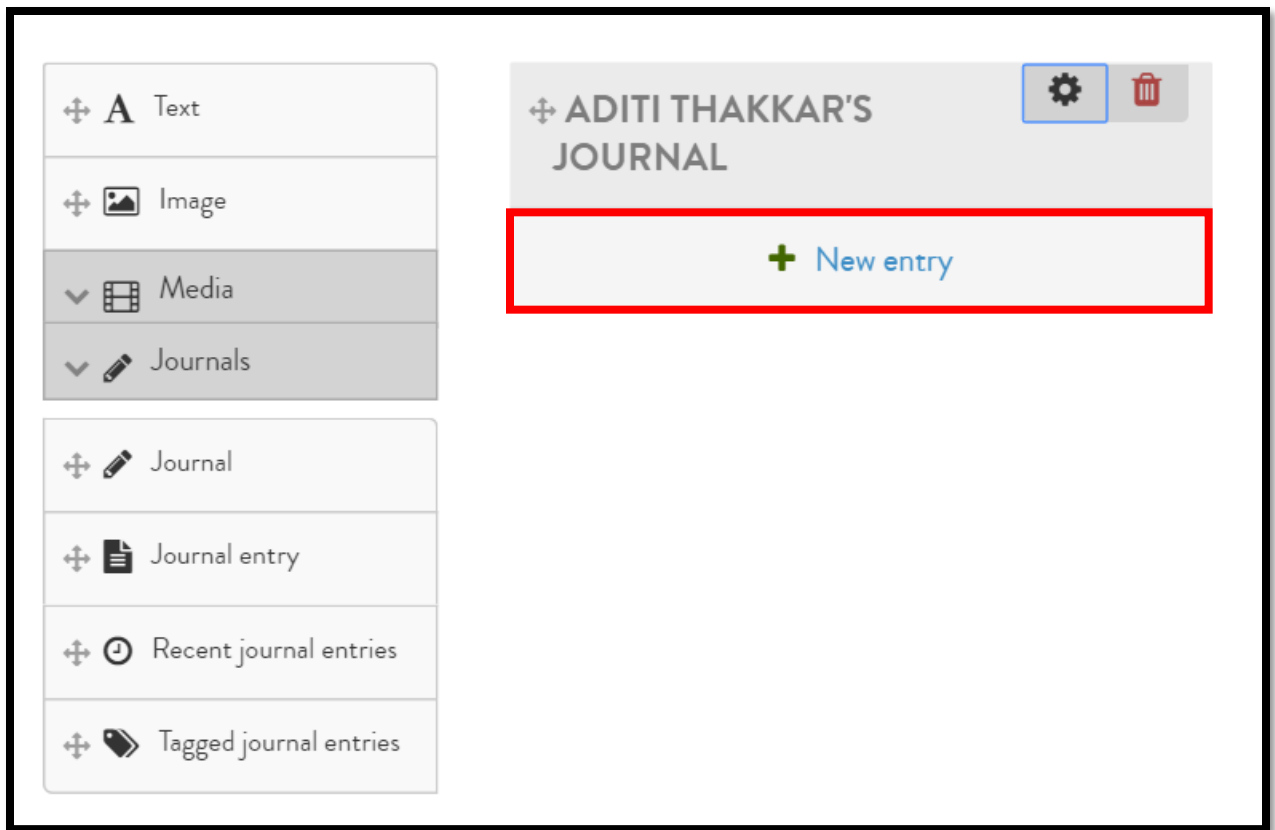 Text
Image
Media
Journals
Journal
Journal entry
Recent journal entries
Tagged journal entries
ADITI THAKKAR'S
JOURNAL
New entry